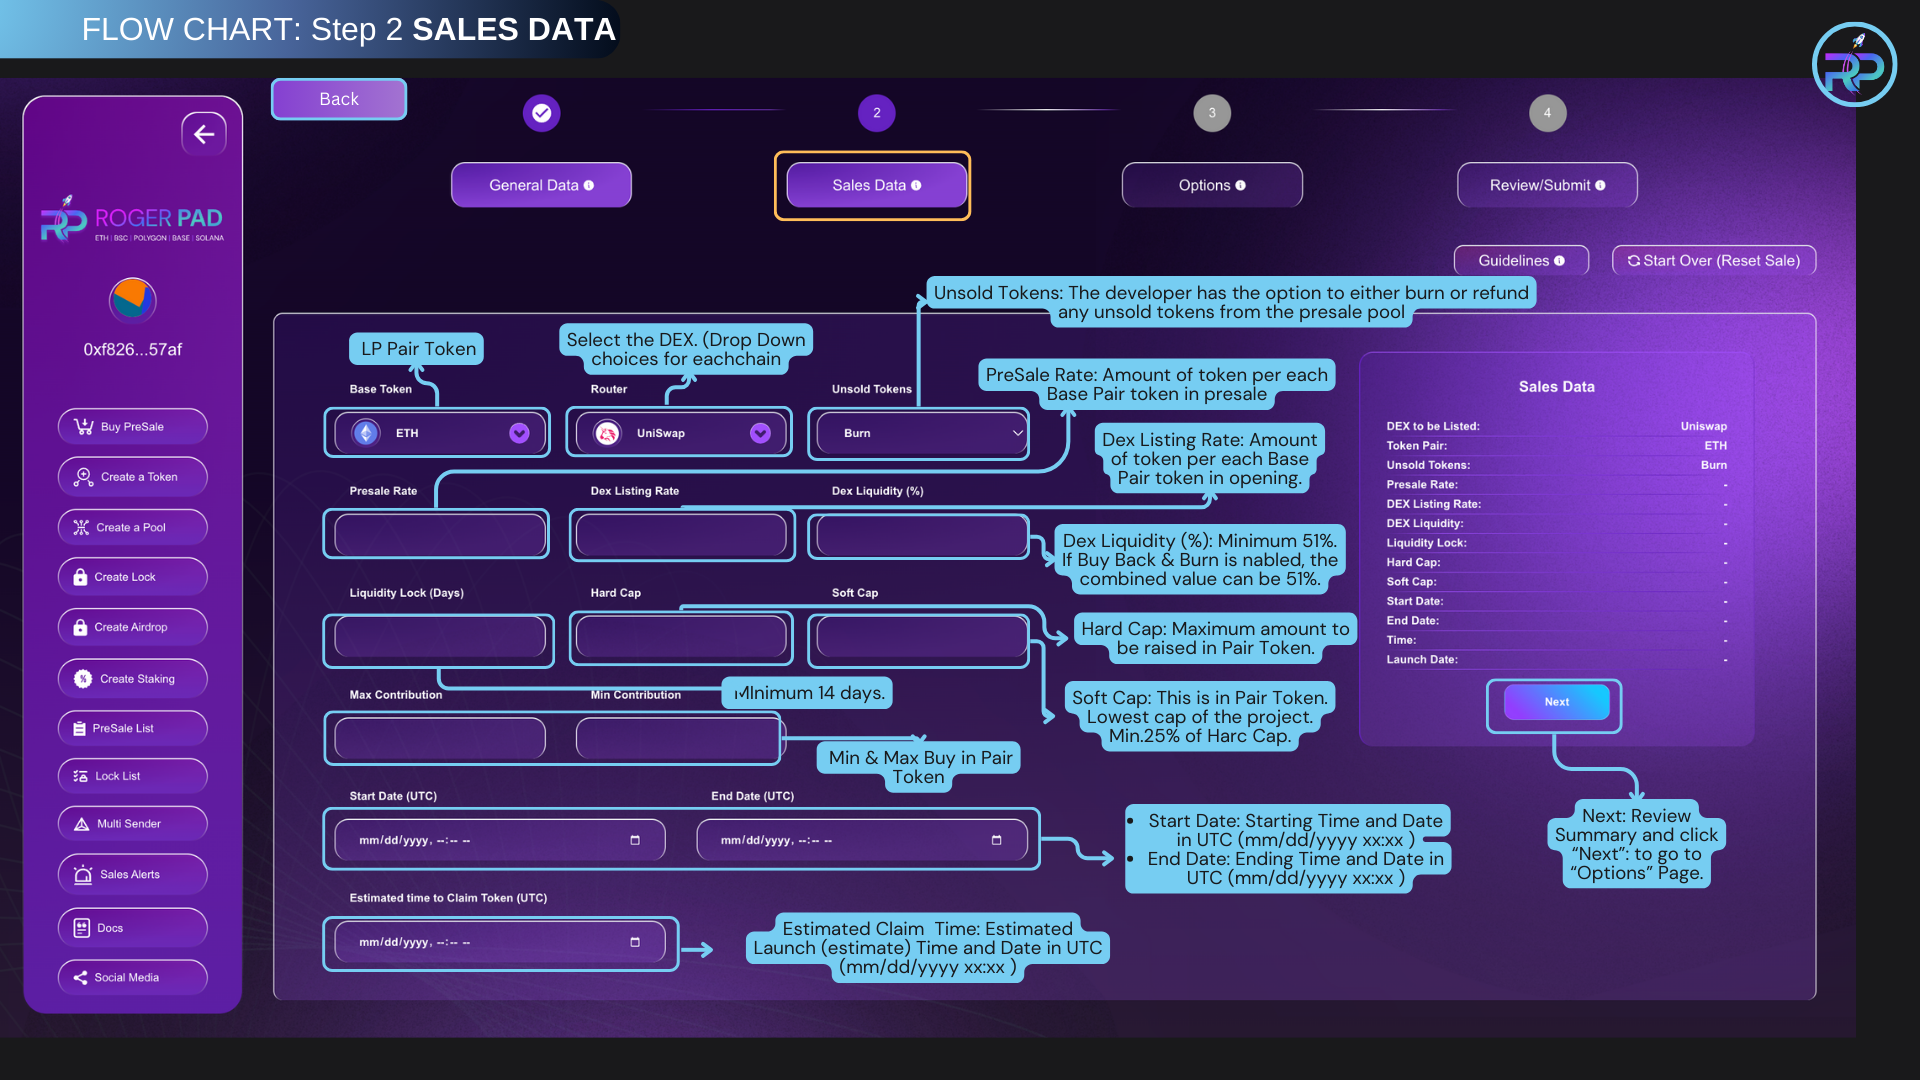 FLOW CHART: Step 2 SALES DATA
RP
Back
2
3
4
General Data
Sales Data
Options
Review/Submit
Guidelines
Start Over (Reset Sale)
RP ROGER PAD
ETH | BSC | POLYGON | BASE | SOLANA
0xf826...57af
Buy PreSale
Create a Token
Create a Pool
Create Lock
Create Airdrop
Create Staking
PreSale List
Lock List
Multi Sender
Sales Alerts
Docs
Social Media
Unsold Tokens: The developer has the option to either burn or refund
any unsold tokens from the presale pool
LP Pair Token
Select the DEX. (Drop Down
choices for eachchain
PreSale Rate: Amount of token per each
Base Pair token in presale
Base Token
Router
Unsold Tokens
ETH
UniSwap
Burn
Dex Listing Rate: Amount
of token per each Base
Pair token in opening.
Presale Rate
Dex Listing Rate
Dex Liquidity (%)
Dex Liquidity (%): Minimum 51%.
If Buy Back & Burn is nabled, the
combined value can be 51%.
Liquidity Lock (Days)
Hard Cap
Soft Cap
Hard Cap: Maximum amount to
be raised in Pair Token.
Max Contribution
Min Contribution
MInimum 14 days.
Soft Cap: This is in Pair Token.
Lowest cap of the project.
Min.25% of Harc Cap.
Min & Max Buy in Pair
Token
Start Date (UTC)
End Date (UTC)
mm/dd/yyyy, --:-- --
mm/dd/yyyy, --:-- --
• Start Date: Starting Time and Date
in UTC (mm/dd/yyyy xx:xx )
• End Date: Ending Time and Date in
UTC (mm/dd/yyyy xx:xx )
Estimated time to Claim Token (UTC)
mm/dd/yyyy, --:-- --
Estimated Claim  Time: Estimated
Launch (estimate) Time and Date in UTC
(mm/dd/yyyy xx:xx )
Sales Data
DEX to be Listed: Uniswap
Token Pair: ETH
Unsold Tokens: Burn
Presale Rate: -
DEX Listing Rate: -
DEX Liquidity: -
Liquidity Lock: -
Hard Cap: -
Soft Cap: -
Start Date: -
End Date: -
Time: -
Launch Date: -
Next
Next: Review
Summary and click
“Next”: to go to
“Options” Page.